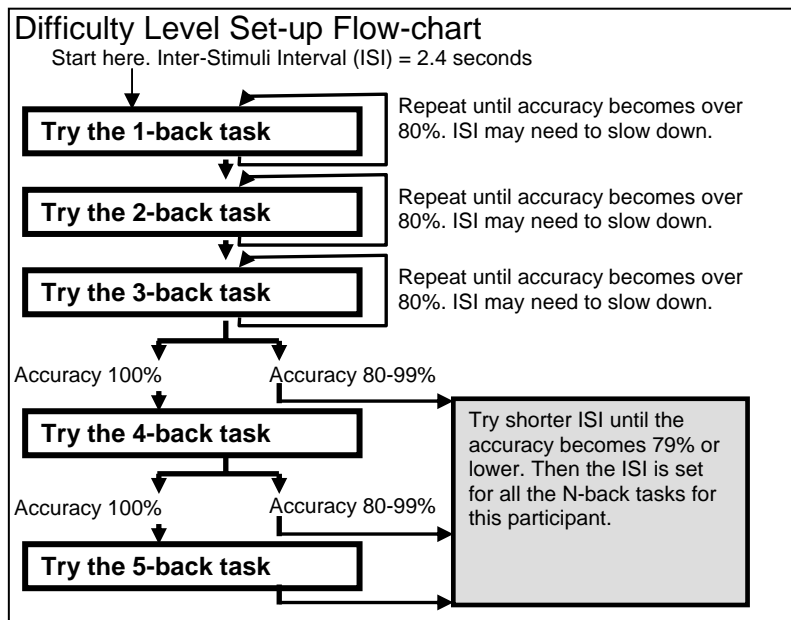 Difficulty Level Set-up Flow-chart
Start here. Inter-Stimuli Interval (ISI) = 2.4 seconds
Try the 1-back task
Repeat until accuracy becomes over
80%. ISI may need to slow down.
Try the 2-back task
Repeat until accuracy becomes over
80%. ISI may need to slow down.
Try the 3-back task
Repeat until accuracy becomes over
80%. ISI may need to slow down.
Accuracy 100%
Accuracy 80-99%
Try the 4-back task
Try shorter ISI until the
accuracy becomes 79% or
lower. Then the ISI is set
for all the N-back tasks for
this participant.
Accuracy 100%
Accuracy 80-99%
Try the 5-back task